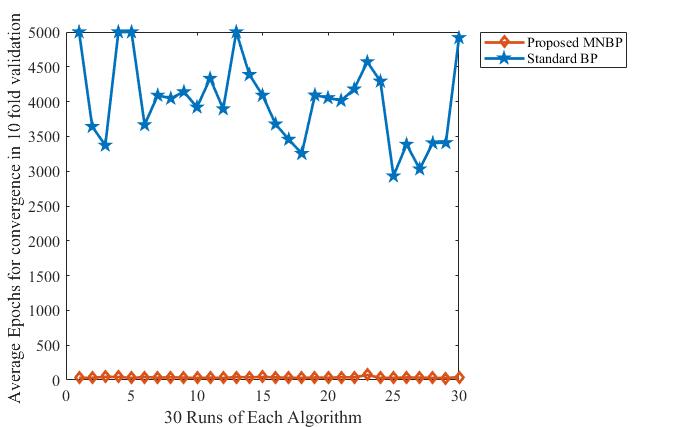 Average Epochs for convergence in 10 fold validation
5000
4500
4000
3500
3000
2500
2000
1500
1000
500
0
0 5 10 15 20 25 30
30 Runs of Each Algorithm
Proposed MNBP
Standard BP